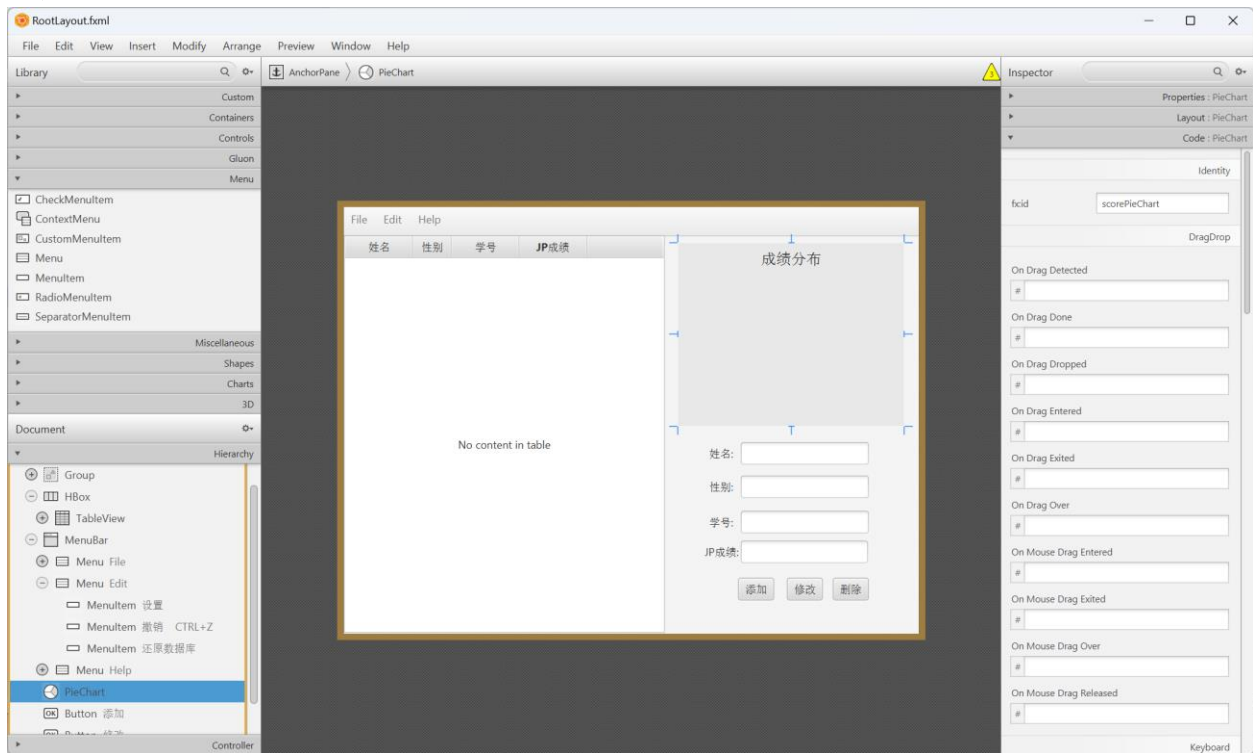 RootLayout.fxml
File Edit View Insert Modify Arrange Preview Window Help
Library
AnchorPane PieChart
3
Inspector
Custom
Containers
Controls
Gluon
Menu
CheckMenuItem
ContextMenu
CustomMenuItem
Menu
MenuItem
RadioMenuItem
SeparatorMenuItem
Miscellaneous
Shapes
Charts
3D
Document
Hierarchy
Group
HBox
TableView
MenuBar
Menu File
Menu Edit
MenuItem 设置
MenuItem 撤销 CTRL+Z
MenuItem 还原数据库
Menu Help
PieChart
OK Button 添加
Controller
File Edit Help
姓名 性别 学号 JP成绩
No content in table
成绩分布
姓名:
性别:
学号:
JP成绩:
添加 修改 删除
Properties : PieChart
Layout : PieChart
Code : PieChart
Identity
fx:id scorePieChart
DragDrop
On Drag Detected
#
On Drag Done
#
On Drag Dropped
#
On Drag Entered
#
On Drag Exited
#
On Drag Over
#
On Mouse Drag Entered
#
On Mouse Drag Exited
#
On Mouse Drag Over
#
On Mouse Drag Released
#
Keyboard